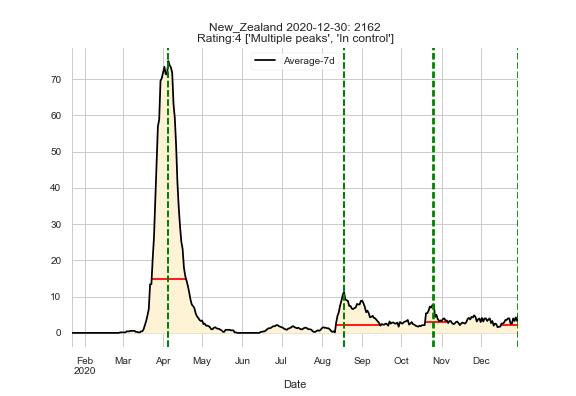 New_Zealand 2020-12-30: 2162
Rating:4 ['Multiple peaks', 'In control']
Average-7d
70
60
50
40
30
20
10
0
Feb Mar Apr May Jun Jul Aug Sep Oct Nov Dec
2020
Date